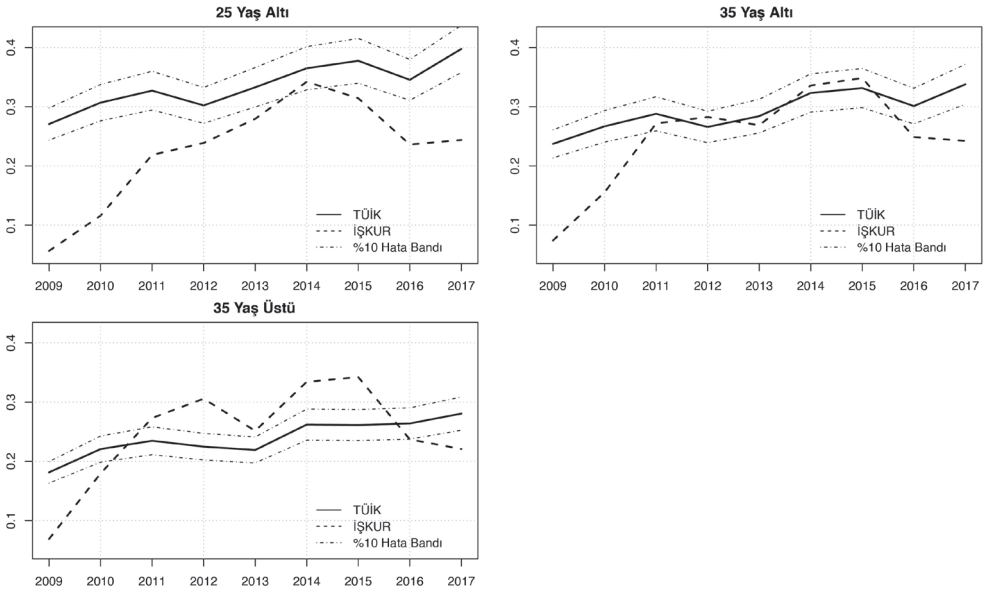 25 Yaş Altı
0.4
0.3
0.2
0.1
TÜİK
İŞKUR
%10 Hata Bandı
2009 2010 2011 2012 2013 2014 2015 2016 2017
35 Yaş Altı
0.4
0.3
0.2
0.1
TÜİK
İŞKUR
%10 Hata Bandı
2009 2010 2011 2012 2013 2014 2015 2016 2017
35 Yaş Üstü
0.4
0.3
0.2
0.1
TÜİK
İŞKUR
%10 Hata Bandı
2009 2010 2011 2012 2013 2014 2015 2016 2017